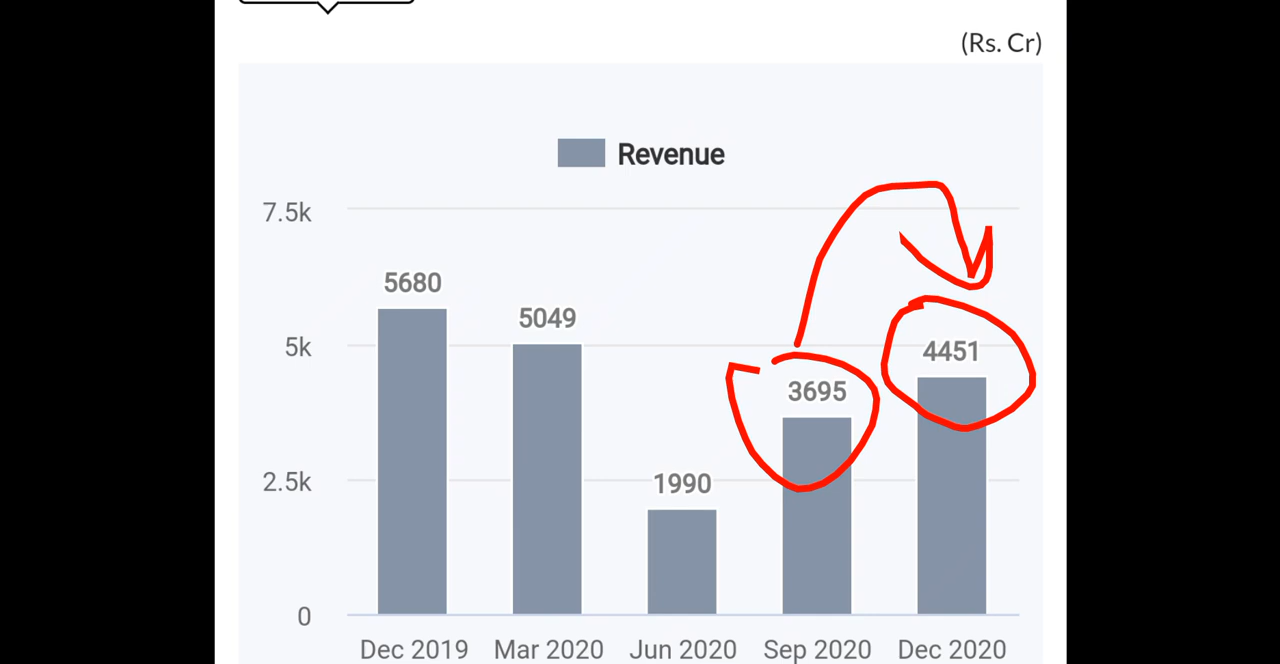 (Rs. Cr)
Revenue
7.5k
5680
5049
5k
4451
3695
2.5k
1990
0
Dec 2019 Mar 2020 Jun 2020 Sep 2020 Dec 2020